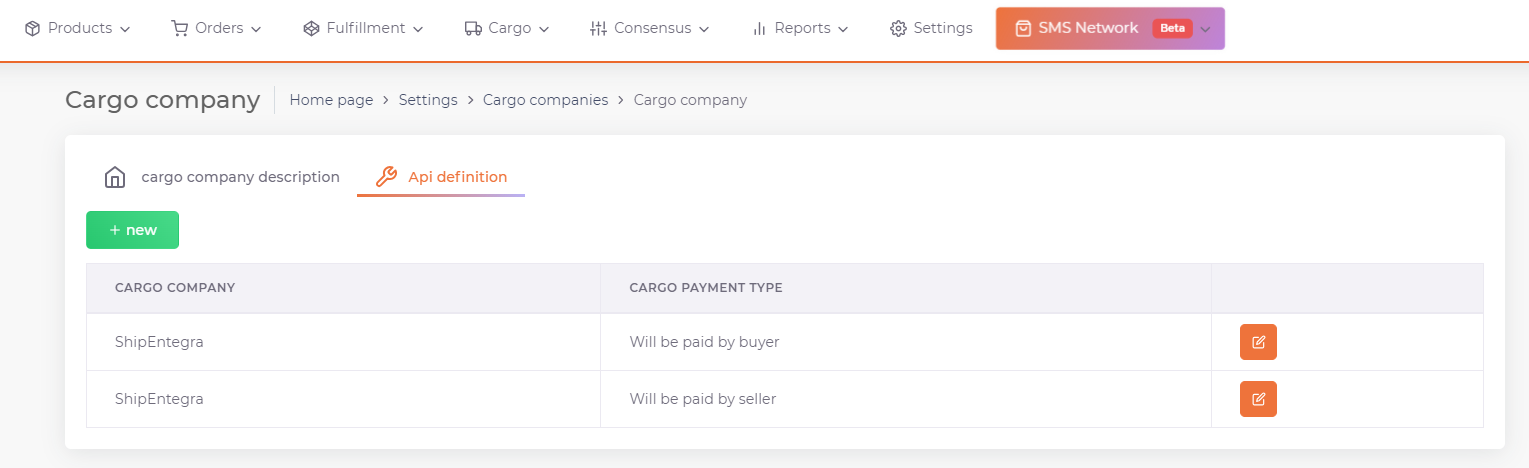 Products Orders Fulfillment Cargo Consensus Reports Settings SMS Network Beta
Cargo company Home page > Settings > Cargo companies > Cargo company
cargo company description Api definition
+ new
CARGO COMPANY CARGO PAYMENT TYPE
ShipEntegra Will be paid by buyer
ShipEntegra Will be paid by seller